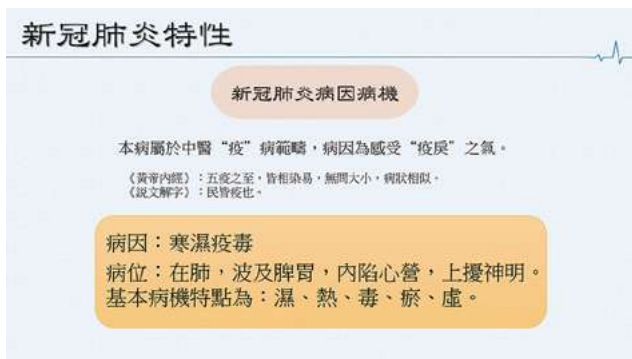 新冠肺炎特性
新冠肺炎病因病機
本病屬於中醫“疫”病範疇，病因為感受“疫戾”之氣。
《黃帝內經》：五疫之至，皆相染易，無問大小，病狀相似。
《說文解字》：民皆疫也。
病因：寒濕疫毒
病位：在肺，波及脾胃，內陷心營，上擾神明。
基本病機特點為：濕、熱、毒、瘀、虛。